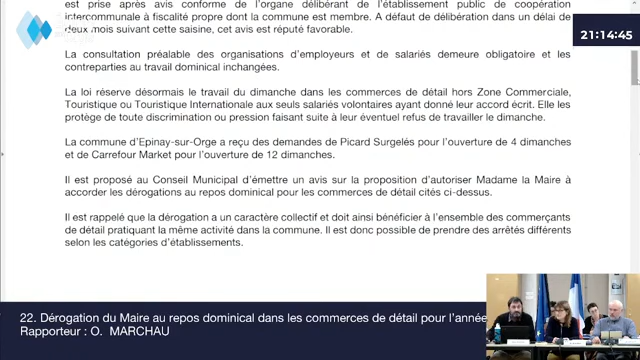 est prise après avis conforme de l'organe délibérant de l'établissement public de coopération
intercommunale à fiscalité propre dont la commune est membre. A défaut de délibération dans un délai de
deux mois suivant cette saisine, cet avis est réputé favorable.
21:14:45
La consultation préalable des organisations d'employeurs et de salariés demeure obligatoire et les
contreparties au travail dominical inchangées.
La loi réserve désormais le travail du dimanche dans les commerces de détail hors Zone Commerciale,
Touristique ou Touristique Internationale aux seuls salariés volontaires ayant donné leur accord écrit. Elle les
protège de toute discrimination ou pression faisant suite à leur éventuel refus de travailler le dimanche.
La commune d'Epinay-sur-Orge a reçu des demandes de Picard Surgelés pour l'ouverture de 4 dimanches
et de Carrefour Market pour l'ouverture de 12 dimanches.
Il est proposé au Conseil Municipal d'émettre un avis sur la proposition d'autoriser Madame la Maire à
accorder les dérogations au repos dominical pour les commerces de détail cités ci-dessus.
Il est rappelé que la dérogation a un caractère collectif et doit ainsi bénéficier à l'ensemble des commerçants
de détail pratiquant la même activité dans la commune. Il est donc possible de prendre des arrêtés différents
selon les catégories d'établissements.
22. Dérogation du Maire au repos dominical dans les commerces de détail pour l'année
Rapporteur : O. MARCHAU